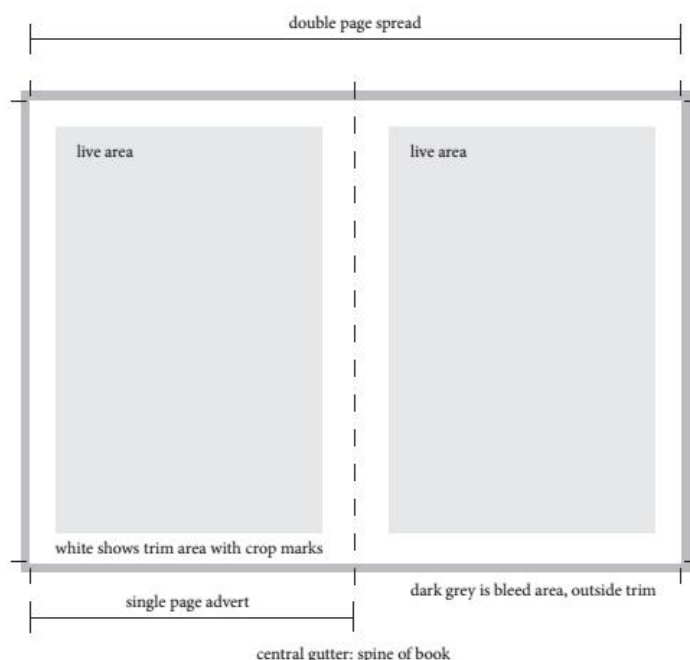 double page spread
live area
live area
white shows trim area with crop marks
dark grey is bleed area, outside trim
single page advert
central gutter: spine of book